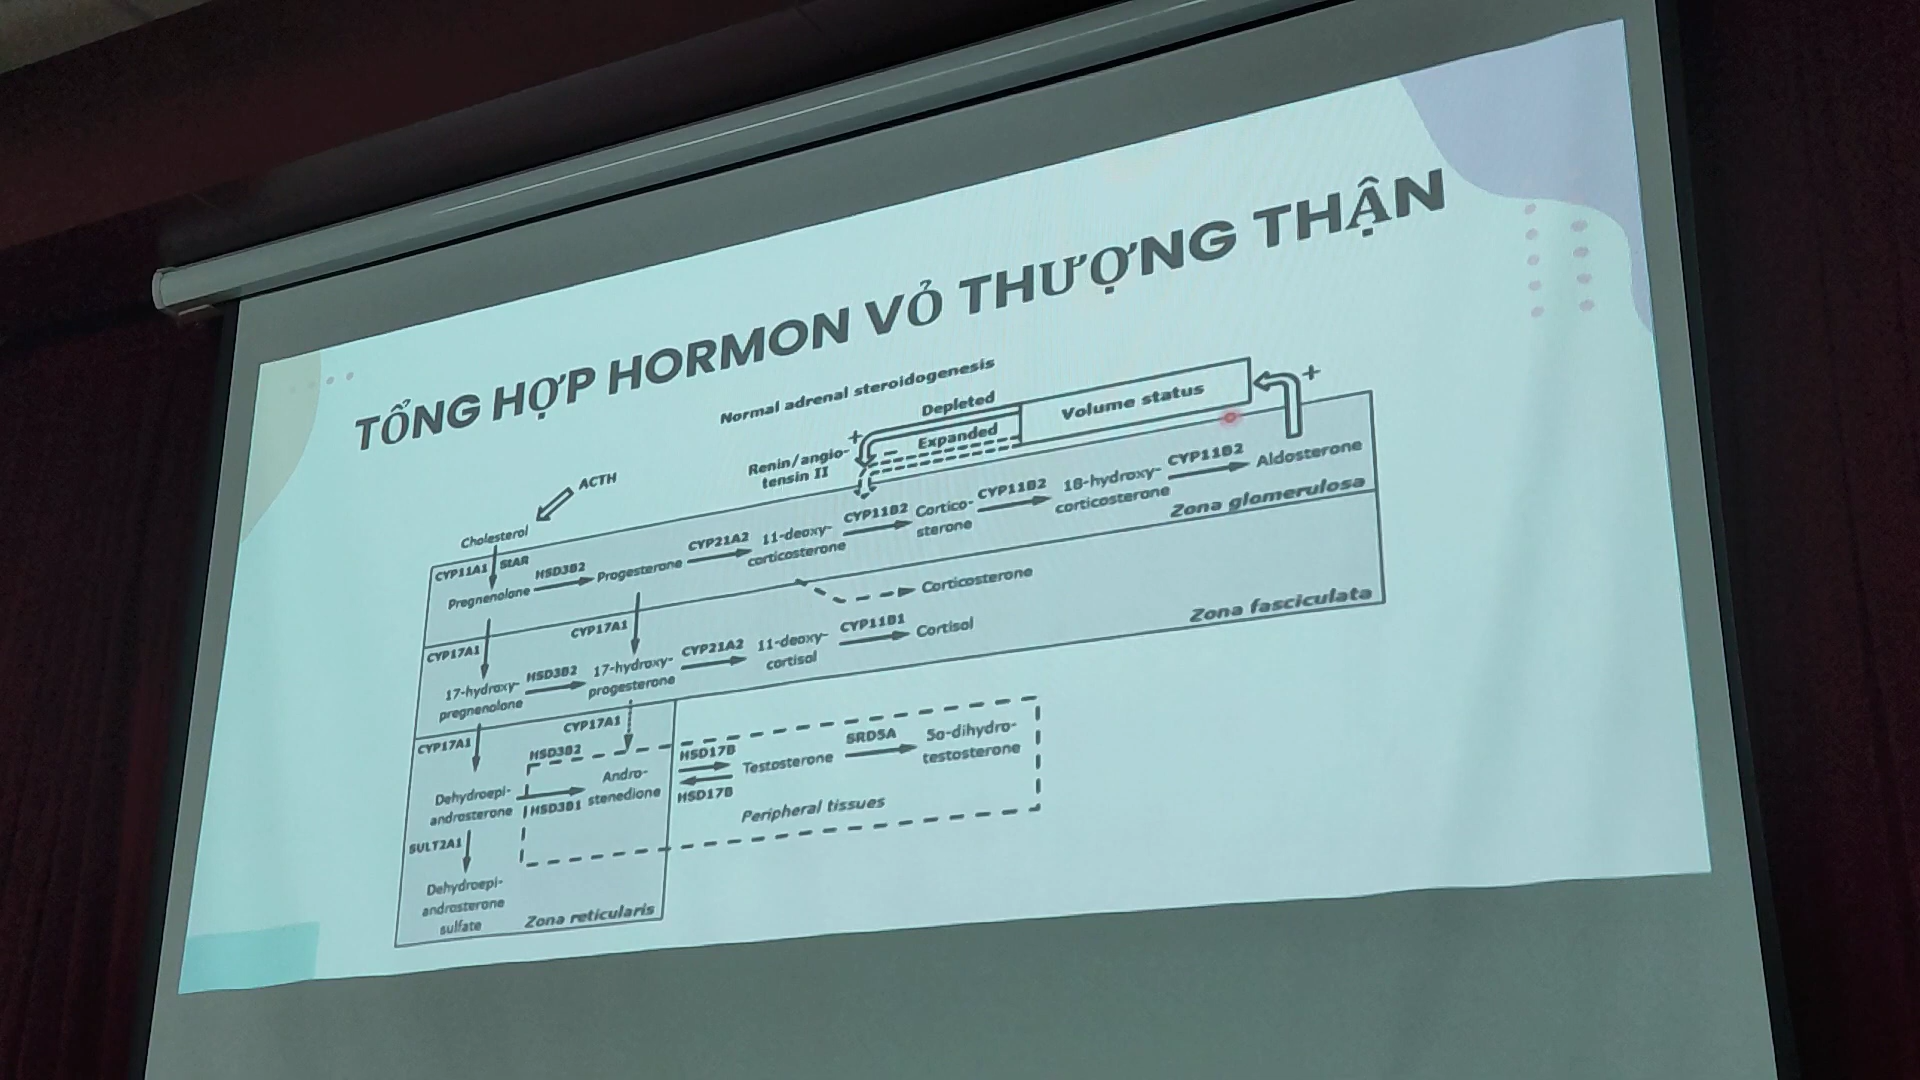 TỔNG HỢP HORMON VỎ THƯỢNG THẬN
Normal adrenal steroidogenesis
Depleted
Expanded
Volume status
+
+
−
Renin/angio-
tensin II
ACTH
Cholesterol
CYP11A1
StAR
Pregnenolone
HSD3B2
Progesterone
CYP21A2
11-deoxy-
corticosterone
CYP11B2
Cortico-
sterone
CYP11B2
18-hydroxy-
corticosterone
CYP11B2
Aldosterone
Zona glomerulosa
CYP17A1
CYP17A1
Corticosterone
17-hydroxy-
pregnenolone
HSD3B2
17-hydroxy-
progesterone
CYP21A2
11-deoxy-
cortisol
CYP11B1
Cortisol
Zona fasciculata
CYP17A1
CYP17A1
HSD3B2
Dehydroepi-
androsterone
HSD3B1
Andro-
stenedione
HSD17B
HSD17B
Testosterone
SRD5A
5α-dihydro-
testosterone
Peripheral tissues
SULT2A1
Dehydroepi-
androsterone
sulfate
Zona reticularis